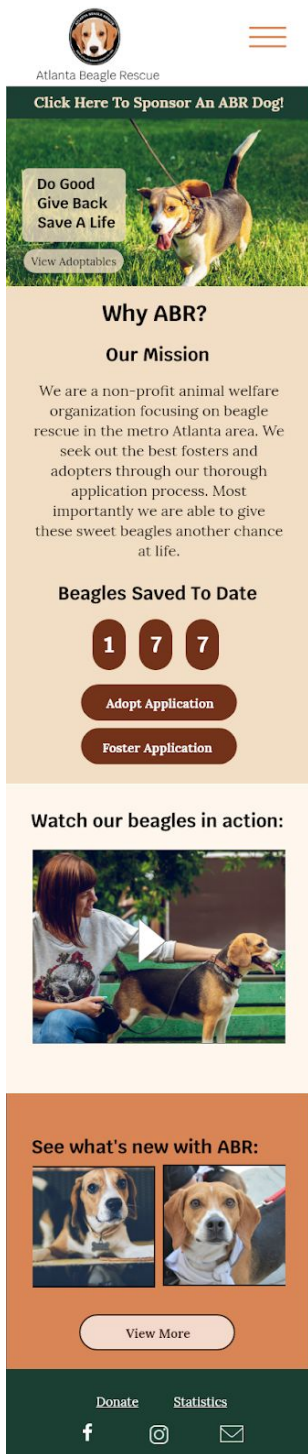 Atlanta Beagle Rescue
Click Here To Sponsor An ABR Dog!
Do Good
Give Back
Save A Life
View Adoptables
Why ABR?
Our Mission
We are a non-profit animal welfare
organization focusing on beagle
rescue in the metro Atlanta area. We
seek out the best fosters and
adopters through our thorough
application process. Most
importantly we are able to give
these sweet beagles another chance
at life.
Beagles Saved To Date
1 7 7
Adopt Application
Foster Application
Watch our beagles in action:
See what's new with ABR:
View More
Donate Statistics